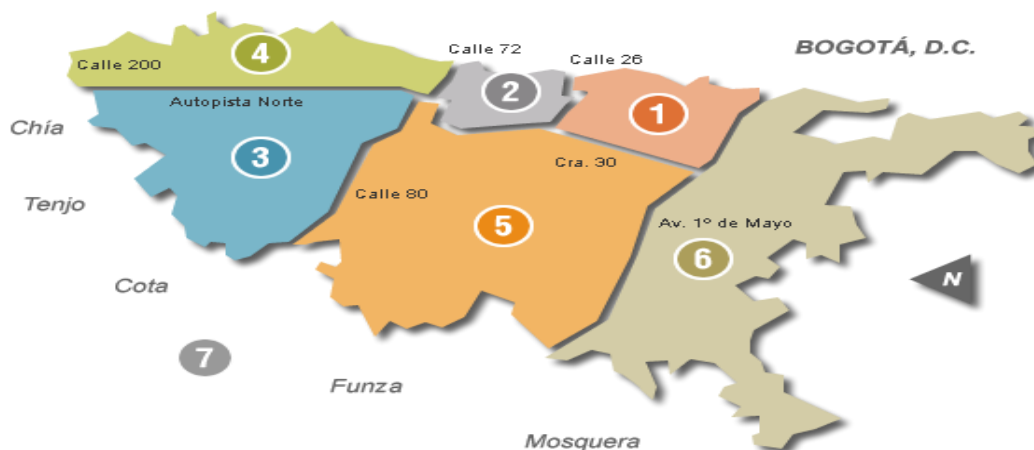 BOGOTÁ, D.C.
4
Calle 72
Calle 26
Calle 200
2
Autopista Norte
1
Chía
3
Cra. 30
Calle 80
Tenjo
5
Av. 1º de Mayo
6
N
Cota
7
Funza
Mosquera